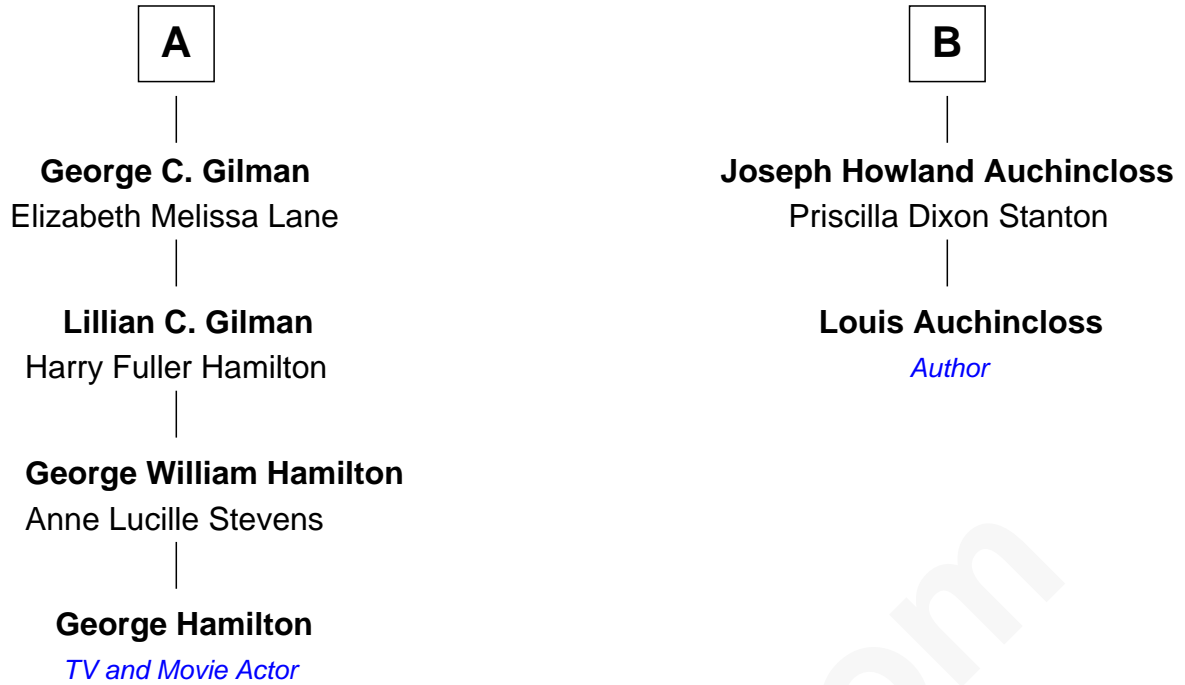 A
George C. Gilman
Elizabeth Melissa Lane
Lillian C. Gilman
Harry Fuller Hamilton
George William Hamilton
Anne Lucille Stevens
George Hamilton
TV and Movie Actor
B
Joseph Howland Auchincloss
Priscilla Dixon Stanton
Louis Auchincloss
Author
om